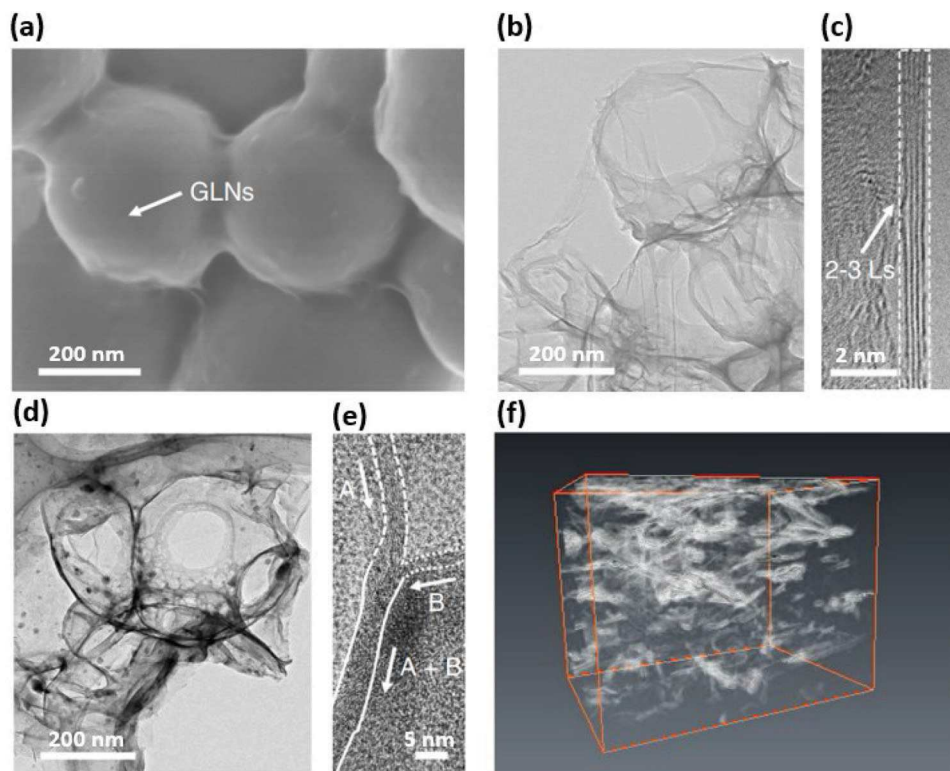 (a)
GLNs
200 nm
(b)
200 nm
(c)
2-3 Ls
2 nm
(d)
200 nm
(e)
A
B
A + B
5 nm
(f)